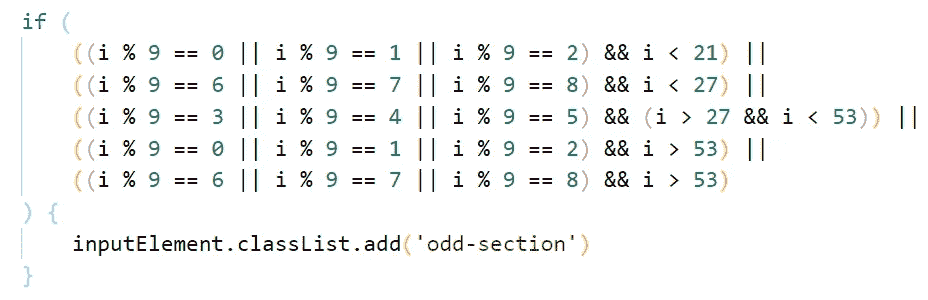 if (
((i % 9 == 0 || i % 9 == 1 || i % 9 == 2) && i < 21) ||
((i % 9 == 6 || i % 9 == 7 || i % 9 == 8) && i < 27) ||
((i % 9 == 3 || i % 9 == 4 || i % 9 == 5) && (i > 27 && i < 53)) ||
((i % 9 == 0 || i % 9 == 1 || i % 9 == 2) && i > 53) ||
((i % 9 == 6 || i % 9 == 7 || i % 9 == 8) && i > 53)
) {
inputElement.classList.add('odd-section')
}